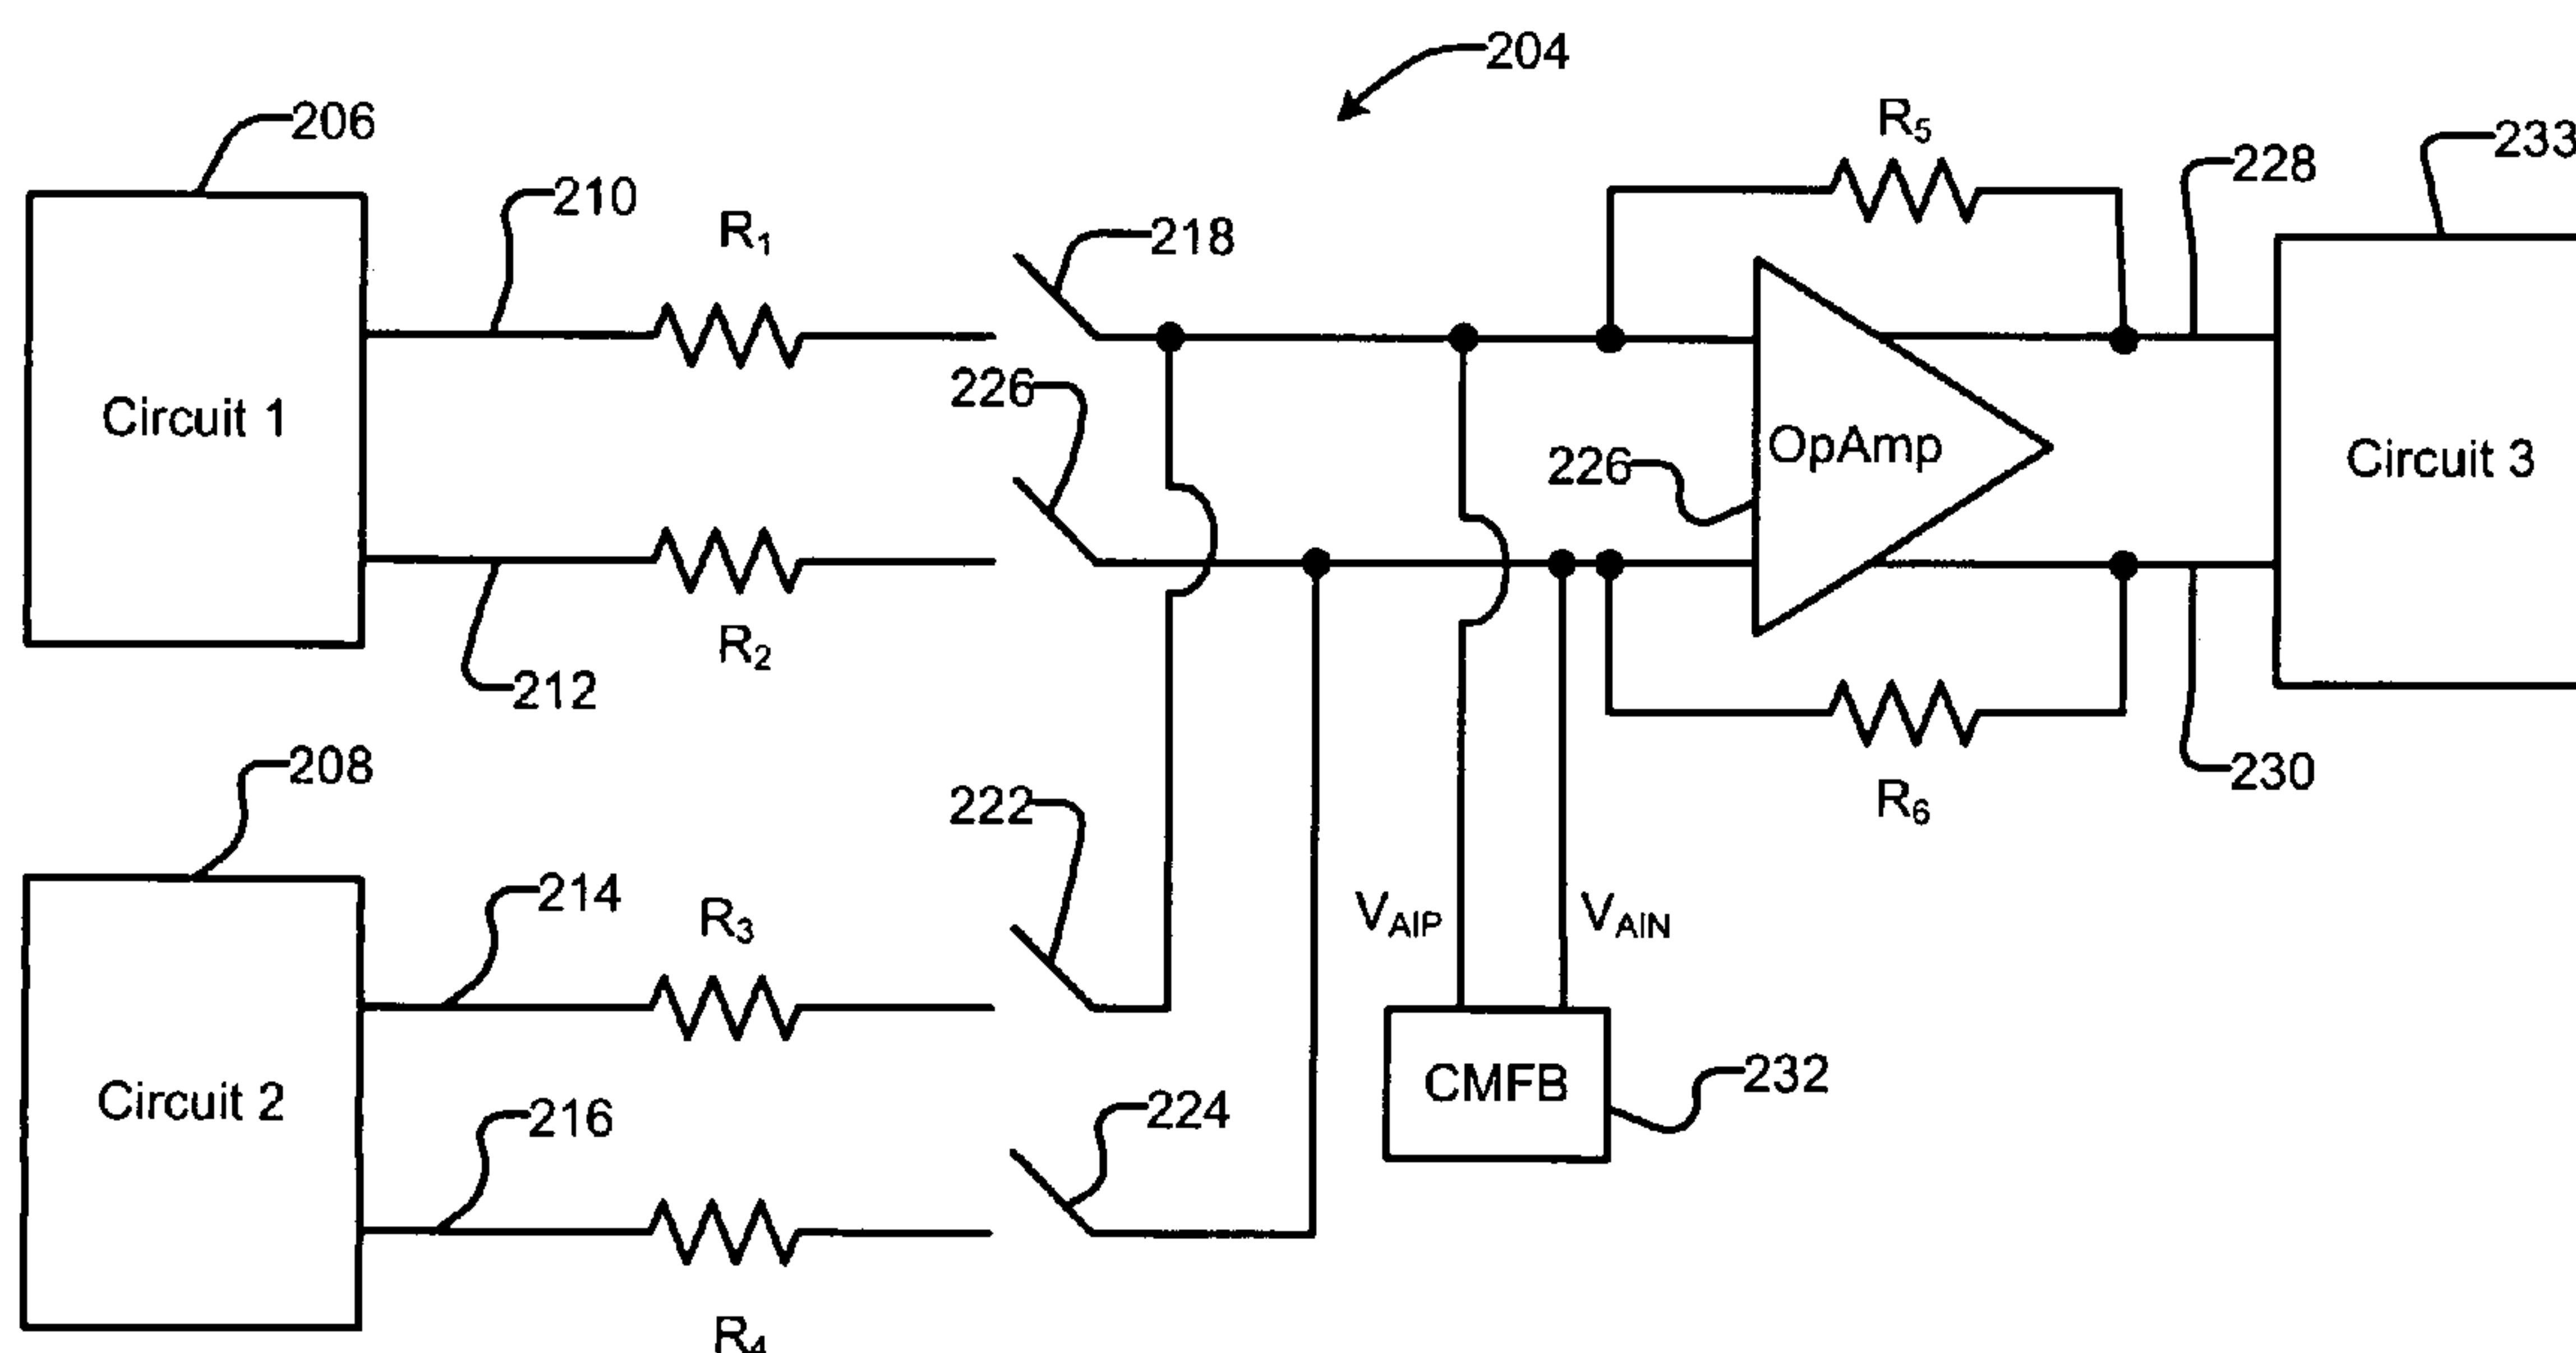 204
206
210
R1
218
R5
228
233
Circuit 1
226
226
OpAmp
Circuit 3
212
R2
208
222
R6
230
214
R3
VAIP
VAIN
Circuit 2
216
224
CMFB
232
R4